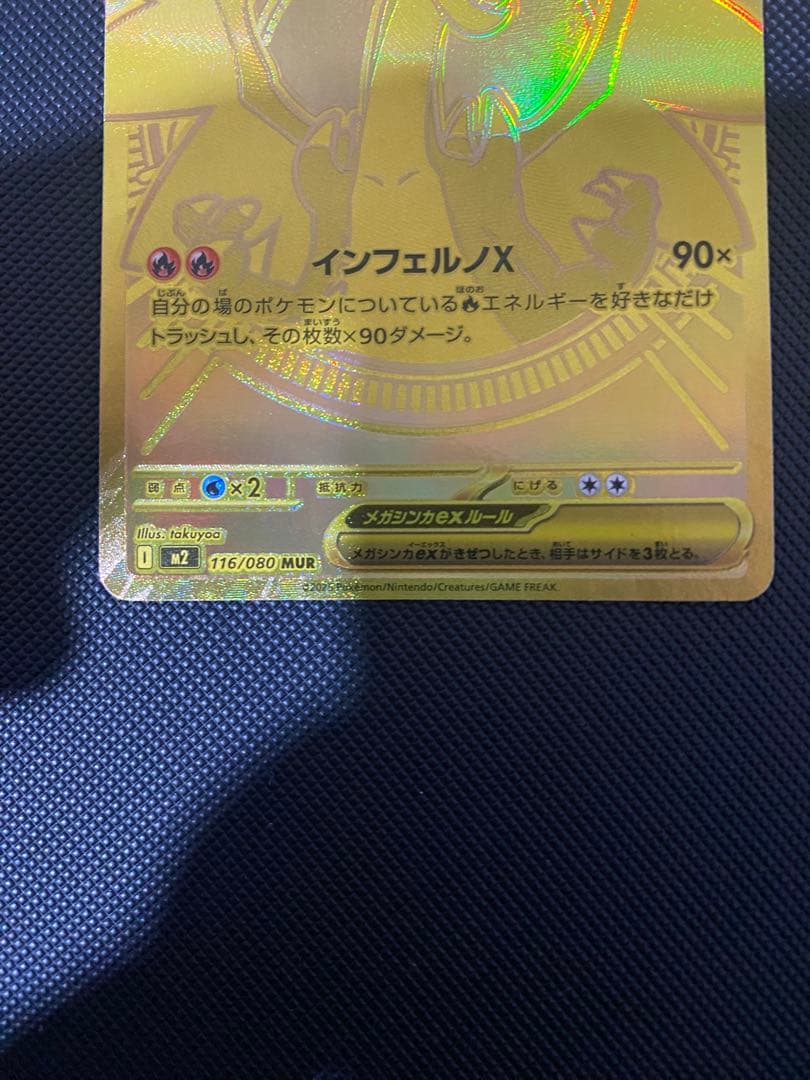 インフェルノX 90×
自分の場のポケモンについているエネルギーを好きなだけ
トラッシュし、その枚数×90ダメージ。
弱点 ×2 抵抗力 にげる
メガシンカexルール
Illus. takuyoa
メガシンカexがきぜつしたとき、相手はサイドを3枚とる。
I m2 116/080 MUR
©2025 Pokémon/Nintendo/Creatures/GAME FREAK.